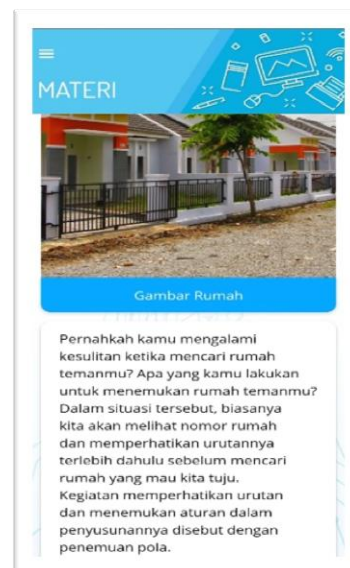 MATERI
Gambar Rumah
Pernahkah kamu mengalami
kesulitan ketika mencari rumah
temanmu? Apa yang kamu lakukan
untuk menemukan rumah temanmu?
Dalam situasi tersebut, biasanya
kita akan melihat nomor rumah
dan memperhatikan urutannya
terlebih dahulu sebelum mencari
rumah yang mau kita tuju.
Kegiatan memperhatikan urutan
dan menemukan aturan dalam
penyusunannya disebut dengan
penemuan pola.